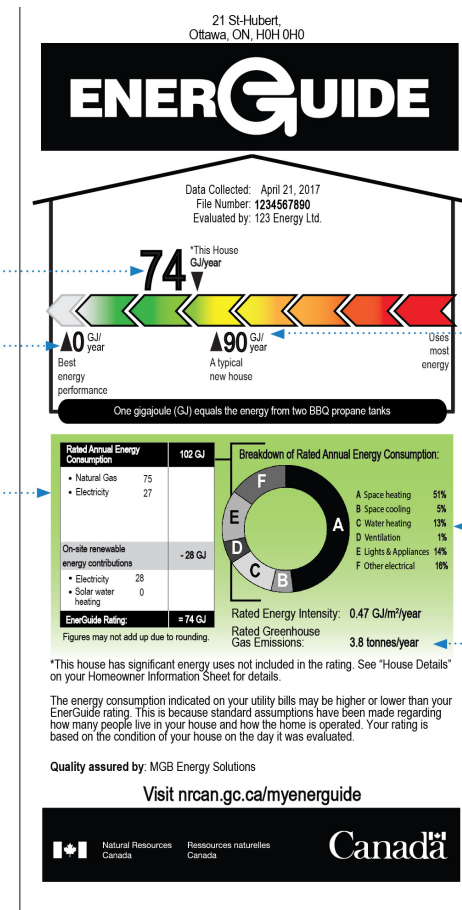 21 St-Hubert,
Ottawa, ON, H0H 0H0
ENERGUIDE
Data Collected: April 21, 2017
File Number: 1234567890
Evaluated by: 123 Energy Ltd.
74
*This House
GJ/year
0 GJ/
year
Best
energy
performance
90 GJ/
year
A typical
new house
Uses
most
energy
One gigajoule (GJ) equals the energy from two BBQ propane tanks
Rated Annual Energy
Consumption 102 GJ
• Natural Gas 75
• Electricity 27
On-site renewable
energy contributions - 28 GJ
• Electricity 28
• Solar water
heating 0
EnerGuide Rating: = 74 GJ
Figures may not add up due to rounding.
Breakdown of Rated Annual Energy Consumption:
F
E
D
C
B
A
A Space heating 51%
B Space cooling 5%
C Water heating 13%
D Ventilation 1%
E Lights & Appliances 14%
F Other electrical 16%
Rated Energy Intensity: 0.47 GJ/m²/year
Rated Greenhouse
Gas Emissions: 3.8 tonnes/year
*This house has significant energy uses not included in the rating. See “House Details”
on your Homeowner Information Sheet for details.
The energy consumption indicated on your utility bills may be higher or lower than your
EnerGuide rating. This is because standard assumptions have been made regarding
how many people live in your house and how the home is operated. Your rating is
based on the condition of your house on the day it was evaluated.
Quality assured by: MGB Energy Solutions
Visit nrcan.gc.ca/myenerguide
Natural Resources
Canada
Ressources naturelles
Canada
Canada